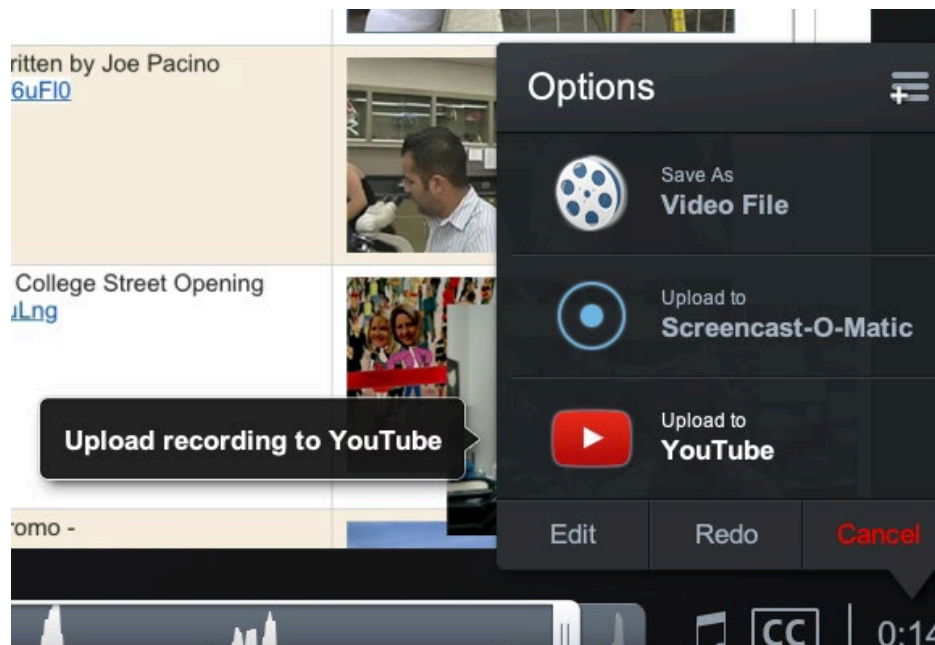 ritten by Joe Pacino
6uFl0
College Street Opening
uLng
romo -
Upload recording to YouTube
Options
Save As
Video File
Upload to
Screencast-O-Matic
Upload to
YouTube
Edit
Redo
Cancel
CC
0:14